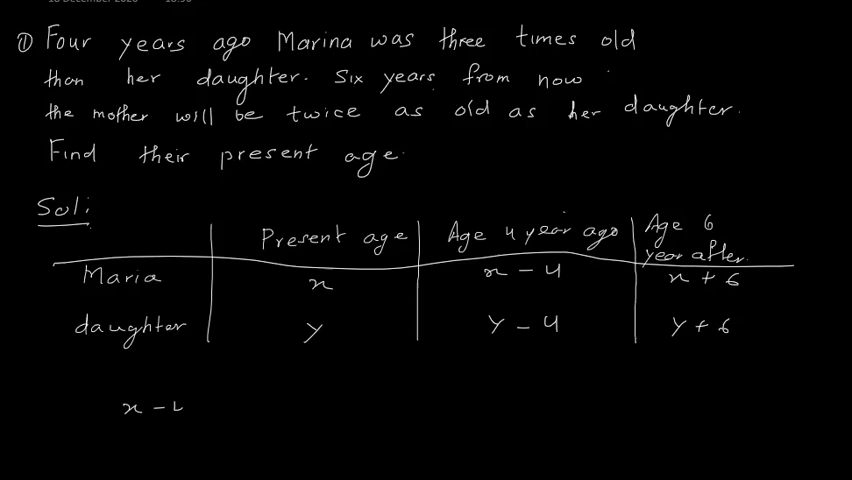 ① Four years ago Marina was three times old
than her daughter. Six years from now
the mother will be twice as old as her daughter.
Find their present age.
Sol:
Present age Age 4 year ago Age 6
year after.
Maria x x - 4 x + 6
daughter y y - 4 y + 6
x - 4